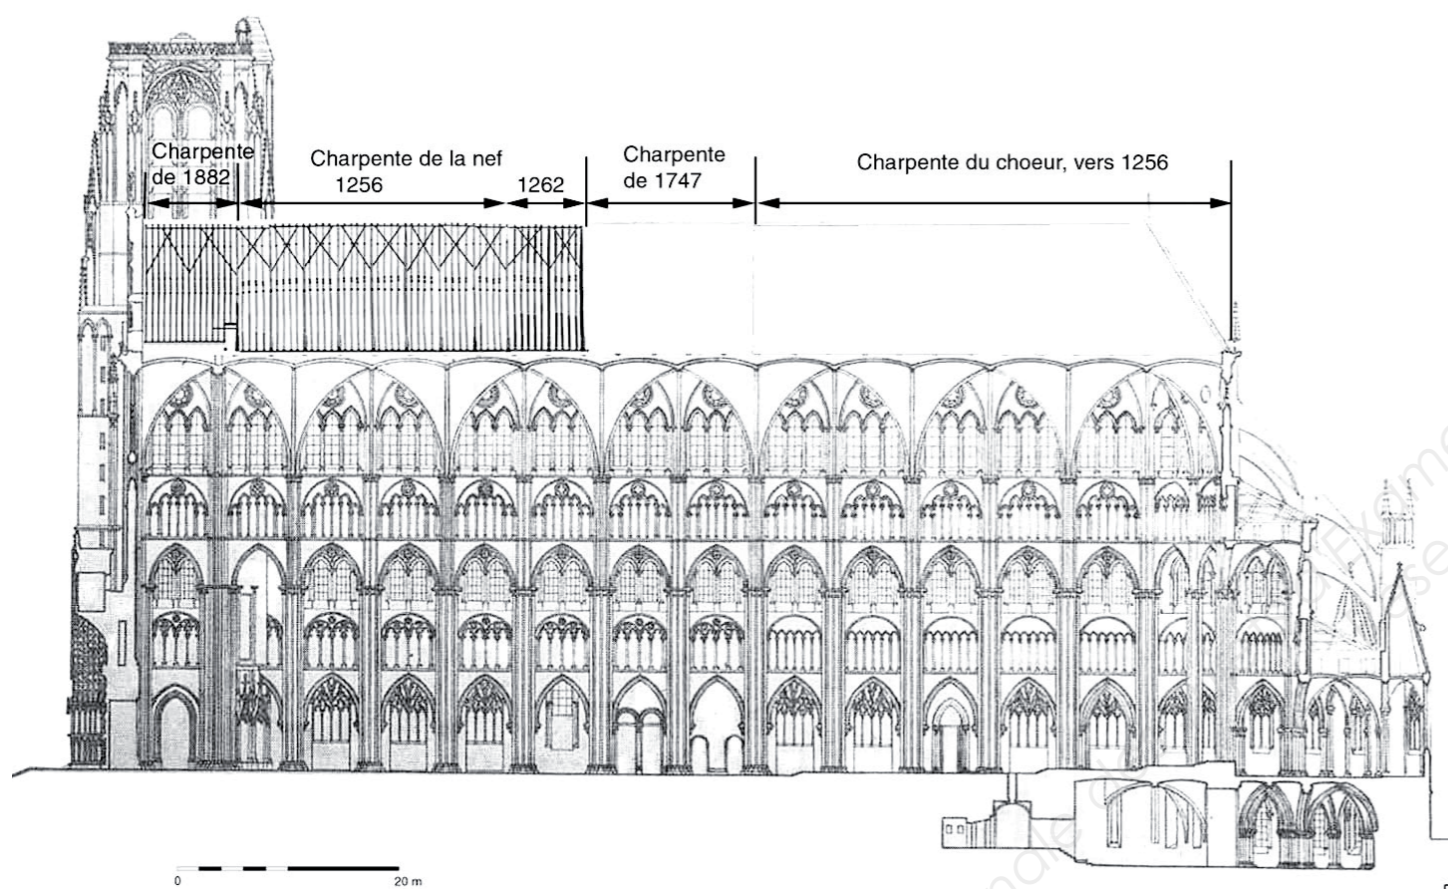 Charpente
de 1882
Charpente de la nef
1256
1262
Charpente
de 1747
Charpente du choeur, vers 1256
0
20 m